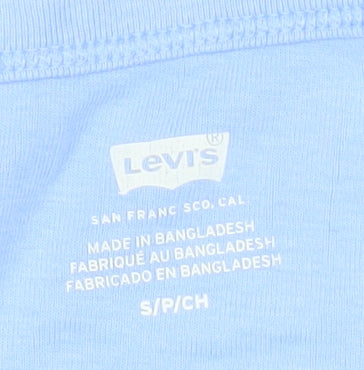 Levi's®
SAN FRANC SCO, CAL
MADE IN BANGLADESH
FABRIQUÉ AU BANGLADESH
FABRICADO EN BANGLADESH
S/P/CH